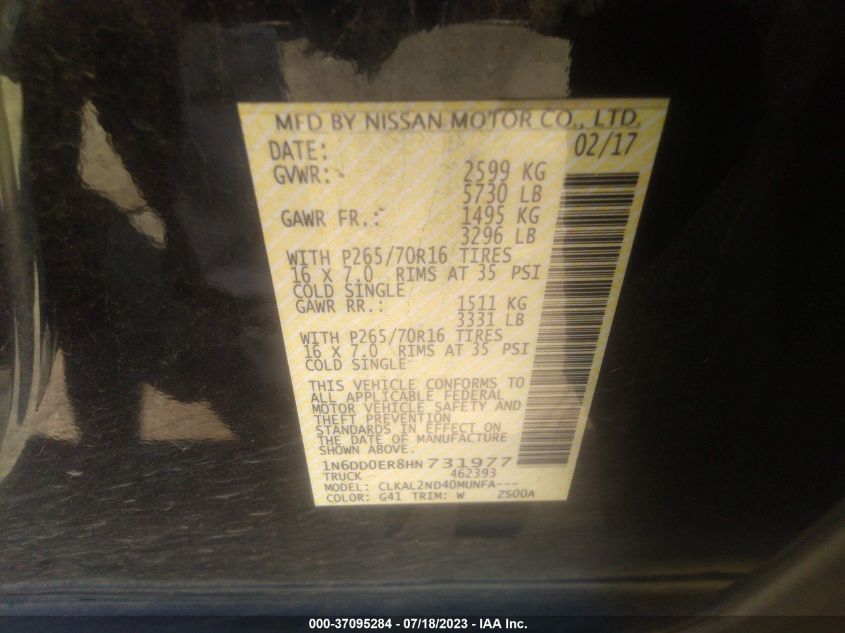 MFD BY NISSAN MOTOR CO., LTD.
DATE: 02/17
GVWR: 2599 KG
5730 LB
GAWR FR.: 1495 KG
3296 LB
WITH P265/70R16 TIRES
16 X 7.0 RIMS AT 35 PSI
COLD SINGLE
GAWR RR.: 1511 KG
3331 LB
WITH P265/70R16 TIRES
16 X 7.0 RIMS AT 35 PSI
COLD SINGLE
THIS VEHICLE CONFORMS TO
ALL APPLICABLE FEDERAL
MOTOR VEHICLE SAFETY AND
THEFT PREVENTION
STANDARDS IN EFFECT ON
THE DATE OF MANUFACTURE
SHOWN ABOVE.
1N6DD0ER8HN731977
TRUCK 462393
MODEL: CLKAL2ND40MUNFA---
COLOR: G41 TRIM: W ZS00A
000-37095284 - 07/18/2023 - IAA Inc.